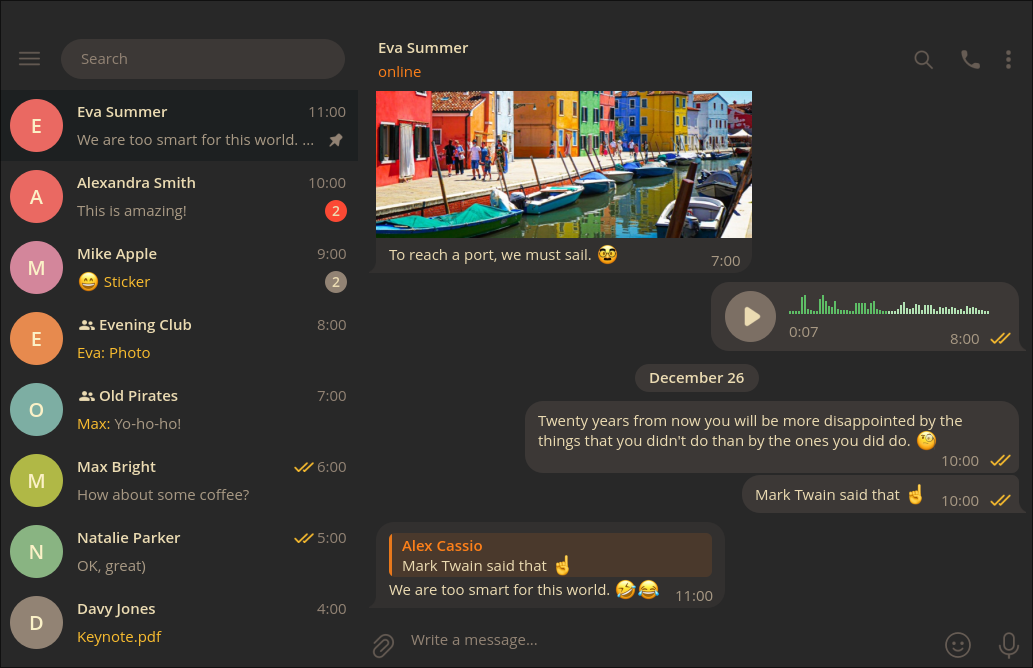 Search
E
Eva Summer 11:00
We are too smart for this world. ...
A
Alexandra Smith 10:00
This is amazing! 2
M
Mike Apple 9:00
😁 Sticker 2
E
Evening Club 8:00
Eva: Photo
O
Old Pirates 7:00
Max: Yo-ho-ho!
M
Max Bright 6:00
How about some coffee?
N
Natalie Parker 5:00
OK, great)
D
Davy Jones 4:00
Keynote.pdf
Eva Summer
online
To reach a port, we must sail. 🥸 7:00
0:07 8:00
December 26
Twenty years from now you will be more disappointed by the
things that you didn't do than by the ones you did do. 🧐
10:00
Mark Twain said that ☝️ 10:00
Alex Cassio
Mark Twain said that ☝️
We are too smart for this world. 🤣😂 11:00
Write a message...